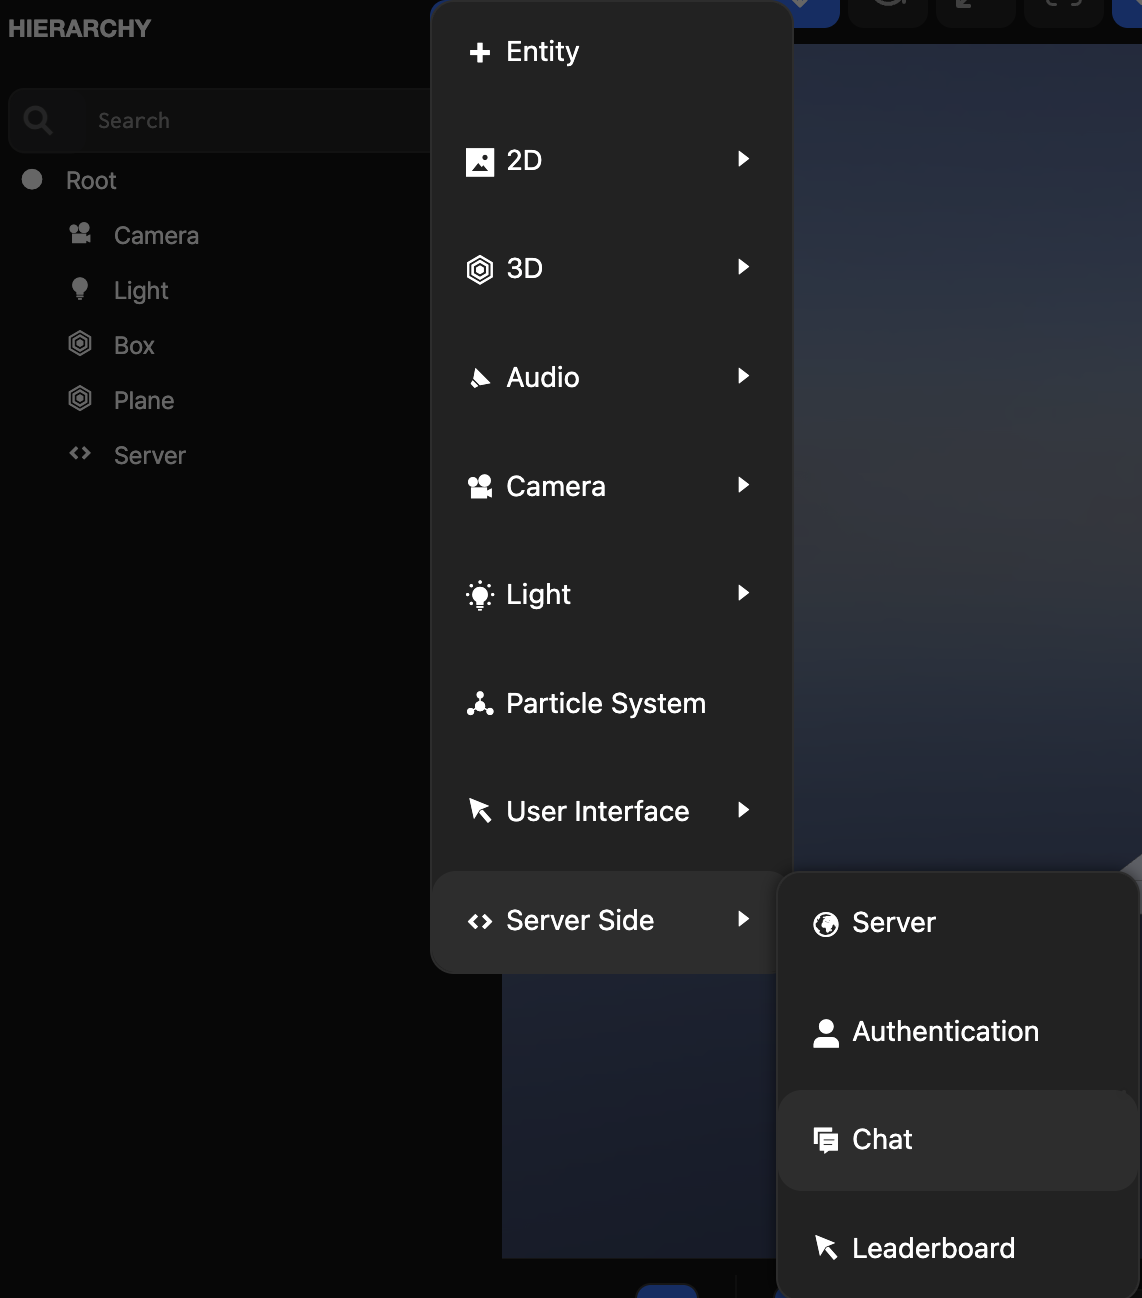 HIERARCHY
Search
Root
Camera
Light
Box
Plane
Server
Entity
2D
3D
Audio
Camera
Light
Particle System
User Interface
Server Side
Server
Authentication
Chat
Leaderboard